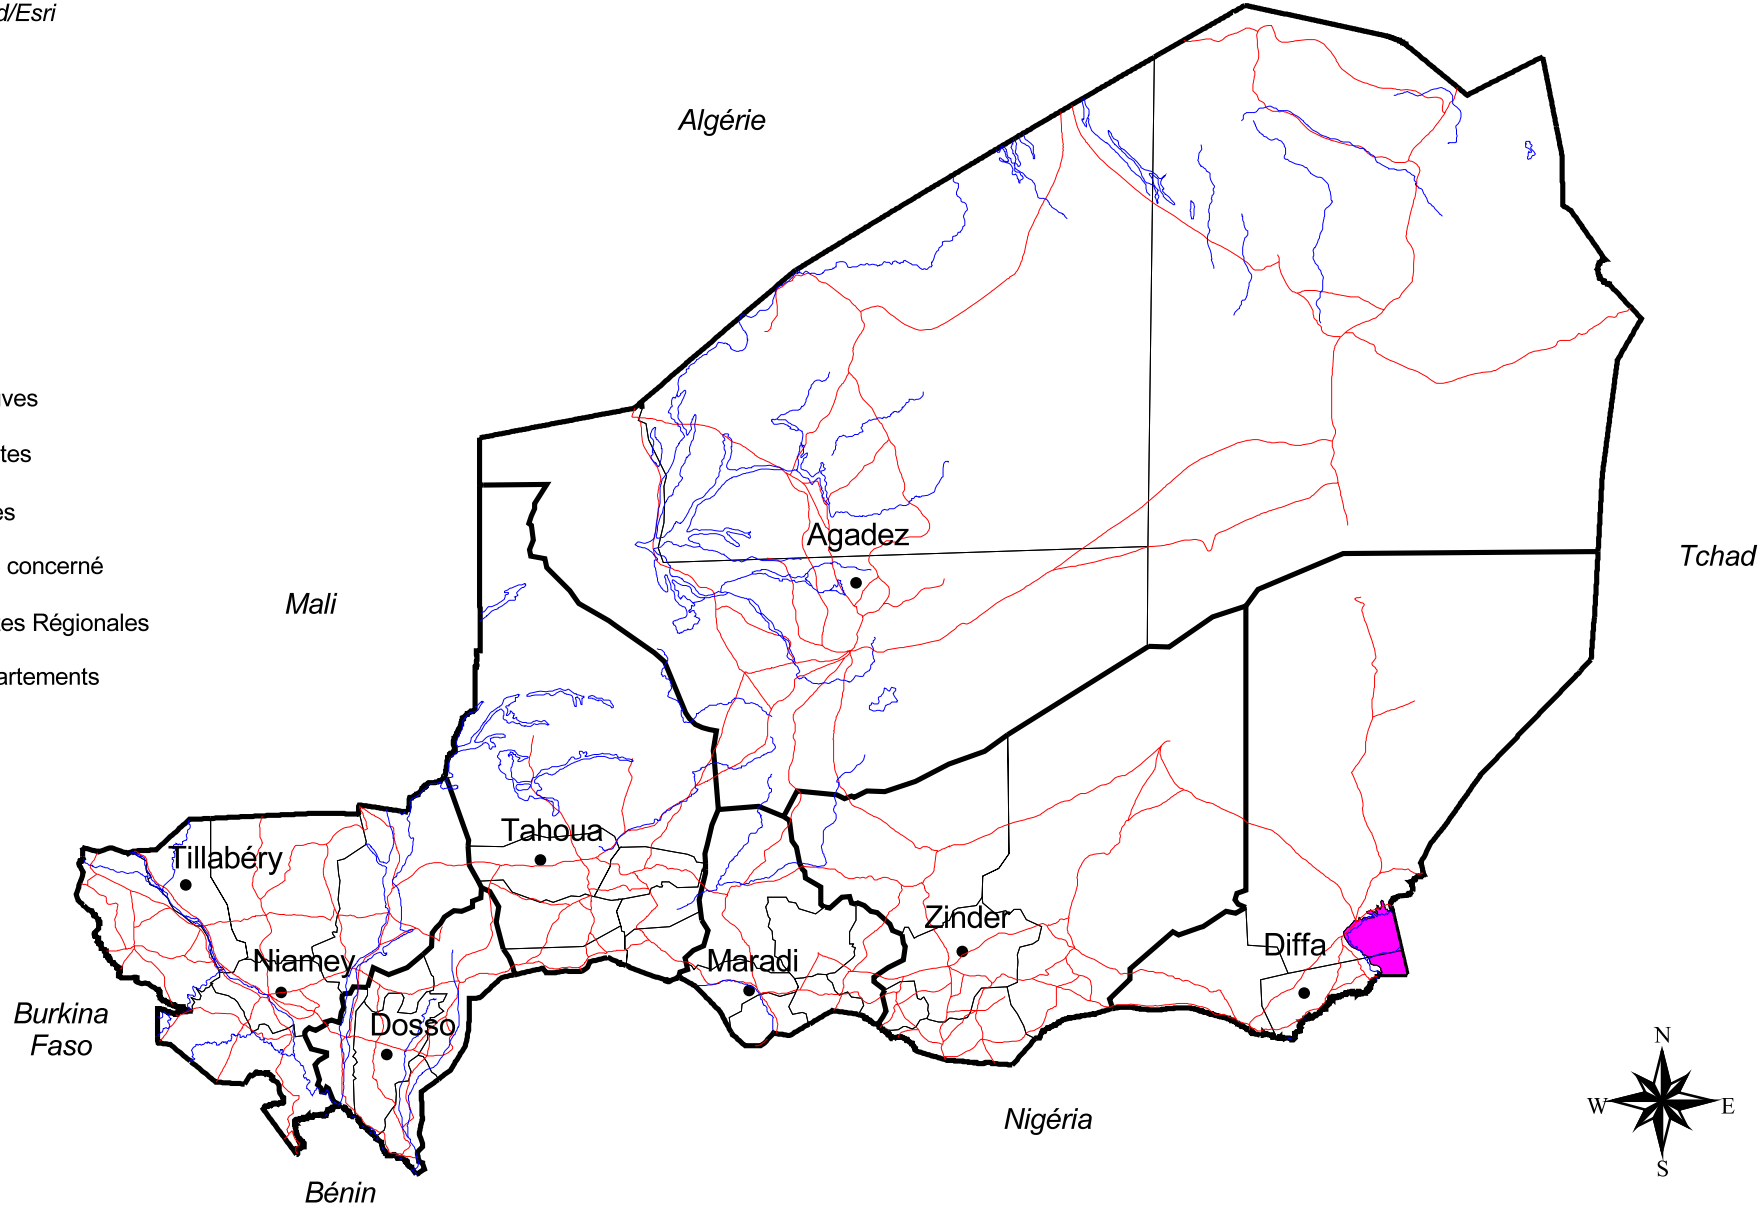 d/Esri
Algérie
ves
tes
es
concerné
es Régionales
artements
Mali
Agadez
Tchad
Tahoua
Tillabéry
Niamey
Maradi
Zinder
Diffa
Dosso
Burkina
Faso
Nigéria
Bénin
N
W
E
S